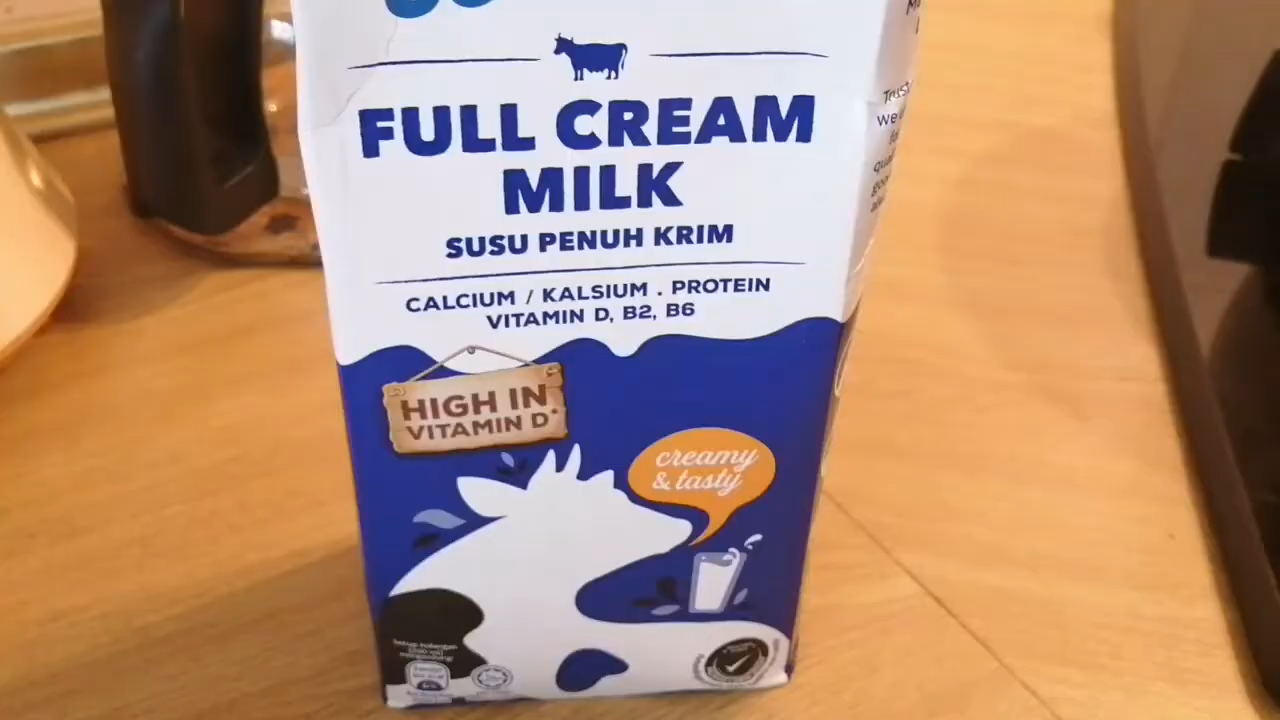 FULL CREAM
MILK
SUSU PENUH KRIM
CALCIUM / KALSIUM . PROTEIN
VITAMIN D, B2, B6
HIGH IN
VITAMIN D*
creamy
& tasty